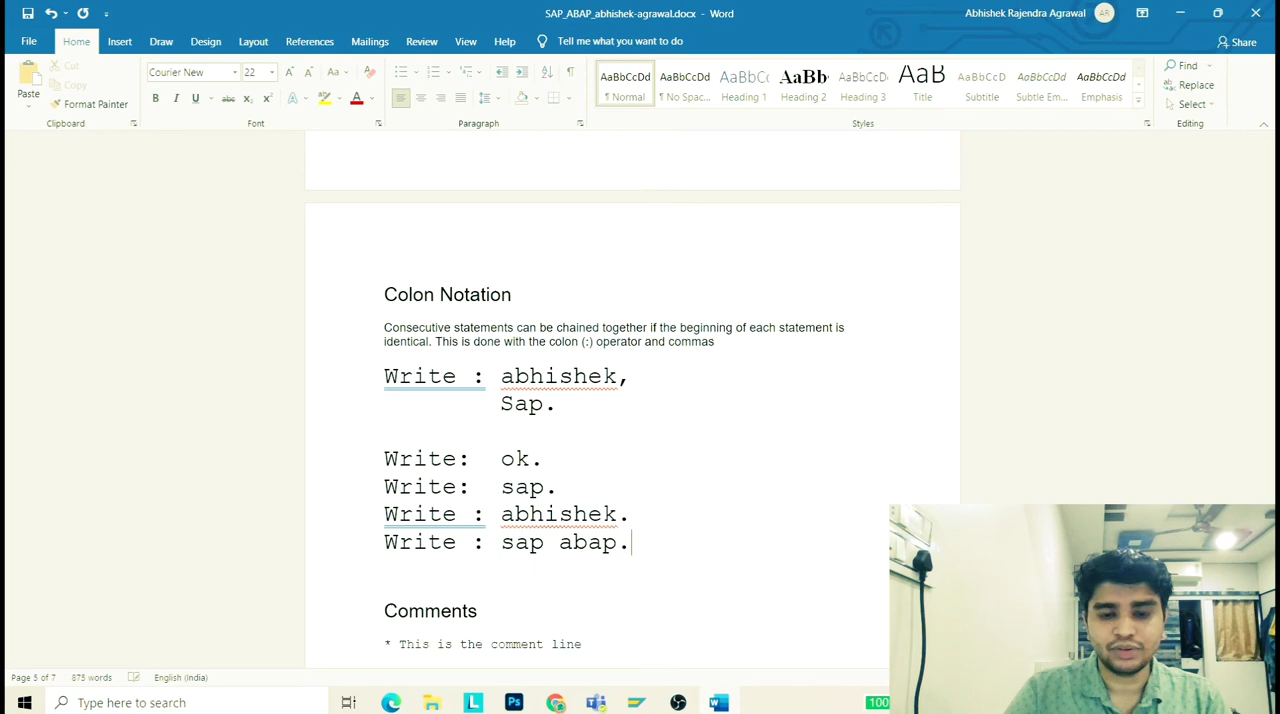 SAP_ABAP_abhishek-agrawal.docx - Word
Abhishek Rajendra Agrawal
AR
File Home Insert Draw Design Layout References Mailings Review View Help Tell me what you want to do
Share
Cut
Copy
Paste
Format Painter
Clipboard
Courier New 22
Font
Paragraph
AaBbCcDd AaBbCcDd AaBbCc AaBb AaBbCcDd AaB AaBbCcD AaBbCcDd AaBbCcDd
¶ Normal ¶ No Spac... Heading 1 Heading 2 Heading 3 Title Subtitle Subtle Em... Emphasis
Styles
Find
Replace
Select
Editing
Colon Notation
Consecutive statements can be chained together if the beginning of each statement is
identical. This is done with the colon (:) operator and commas
Write : abhishek,
Sap.
Write: ok.
Write: sap.
Write : abhishek.
Write : sap abap.
Comments
* This is the comment line
Page 5 of 7 875 words English (India)
Type here to search
100